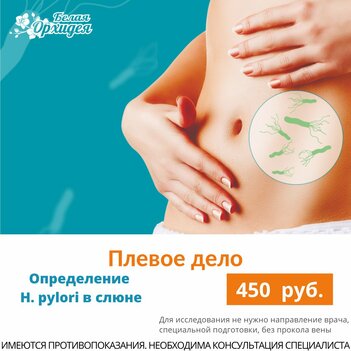 Белая
Орхидея
Плевое дело
Определение
H. pylori в слюне
450 руб.
Для исследования не нужно направление врача,
специальной подготовки, без прокола вены
ИМЕЮТСЯ ПРОТИВОПОКАЗАНИЯ. НЕОБХОДИМА КОНСУЛЬТАЦИЯ СПЕЦИАЛИСТА